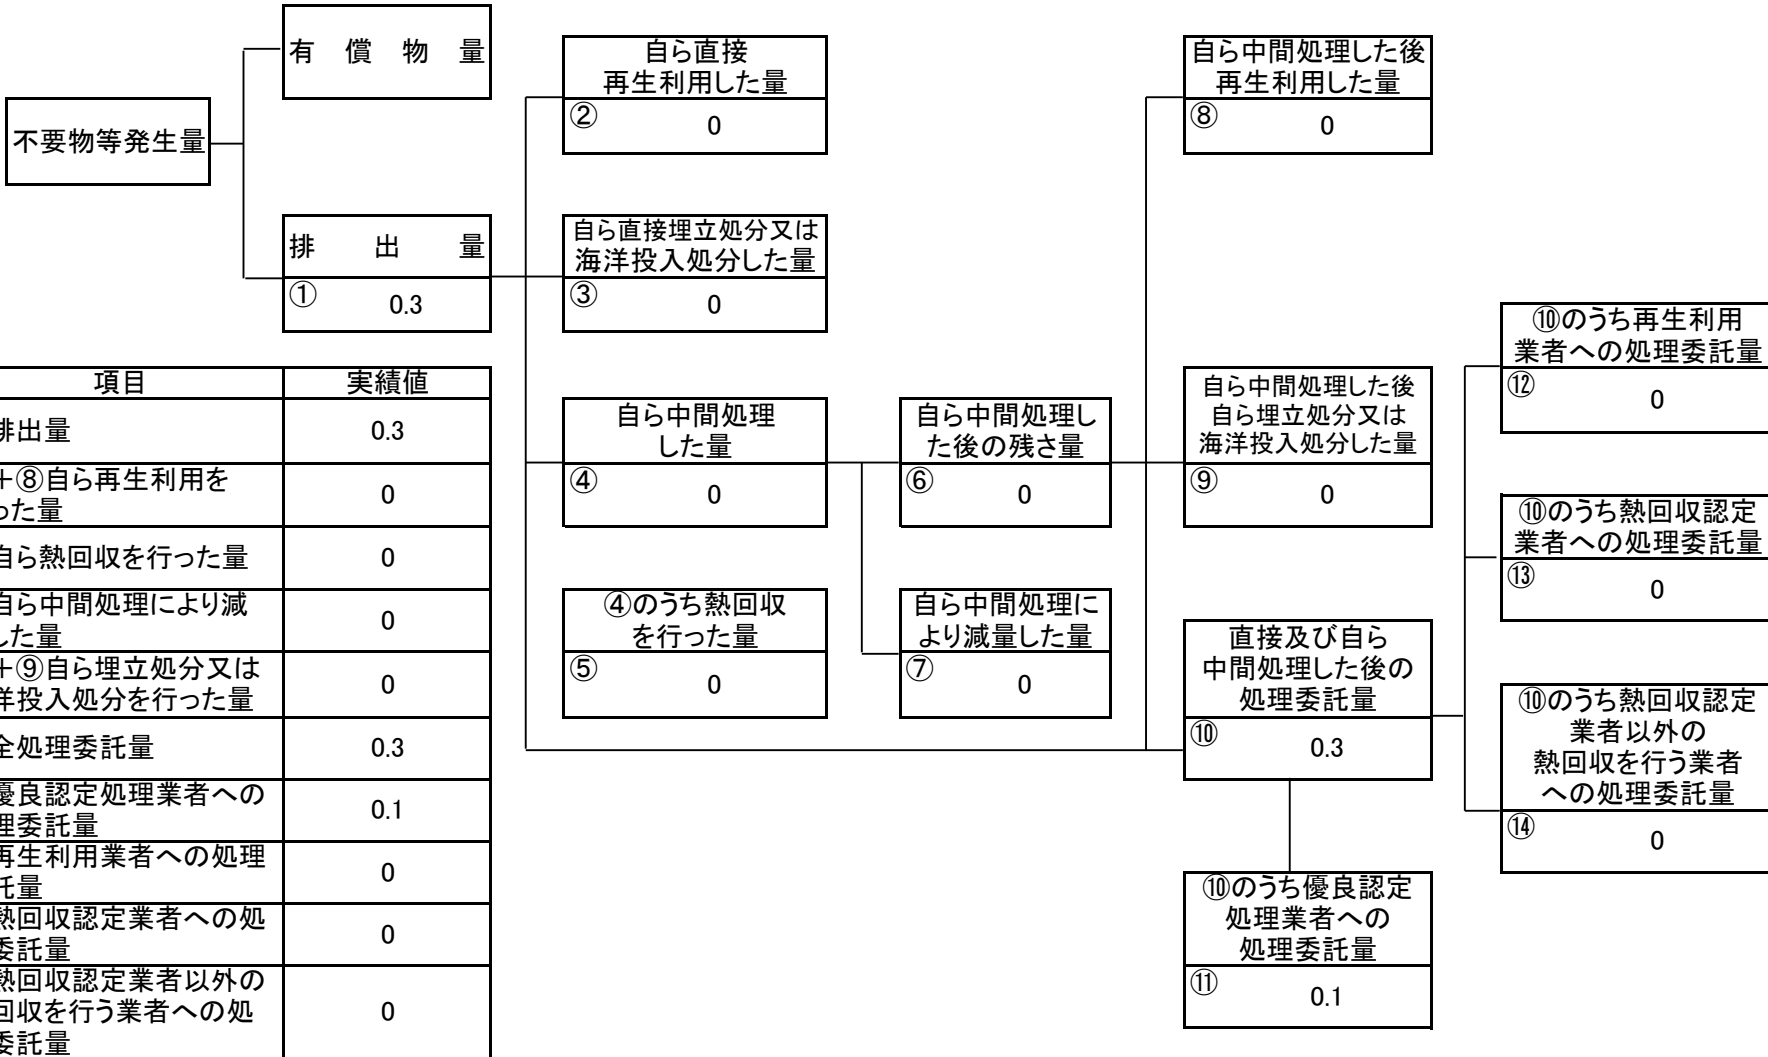 有償物量
不要物等発生量
排出量
①
0.3
自ら直接
再生利用した量
②
0
自ら直接埋立処分又は
海洋投入処分した量
③
0
自ら中間処理
した量
④
0
④のうち熱回収
を行った量
⑤
0
自ら中間処理し
た後の残さ量
⑥
0
自ら中間処理に
より減量した量
⑦
0
自ら中間処理した後
再生利用した量
⑧
0
自ら中間処理した後
自ら埋立処分又は
海洋投入処分した量
⑨
0
直接及び自ら
中間処理した後の
処理委託量
⑩
0.3
⑩のうち優良認定
処理業者への
処理委託量
⑪
0.1
⑩のうち再生利用
業者への処理委託量
⑫
0
⑩のうち熱回収認定
業者への処理委託量
⑬
0
⑩のうち熱回収認定
業者以外の
熱回収を行う業者
への処理委託量
⑭
0
項目 実績値
排出量 0.3
+⑧自ら再生利用を
った量
0
自ら熱回収を行った量 0
自ら中間処理により減
した量
0
+⑨自ら埋立処分又は
洋投入処分を行った量
0
全処理委託量 0.3
優良認定処理業者への
理委託量
0.1
再生利用業者への処理
託量
0
熱回収認定業者への処
委託量
0
熱回収認定業者以外の
回収を行う業者への処
委託量
0